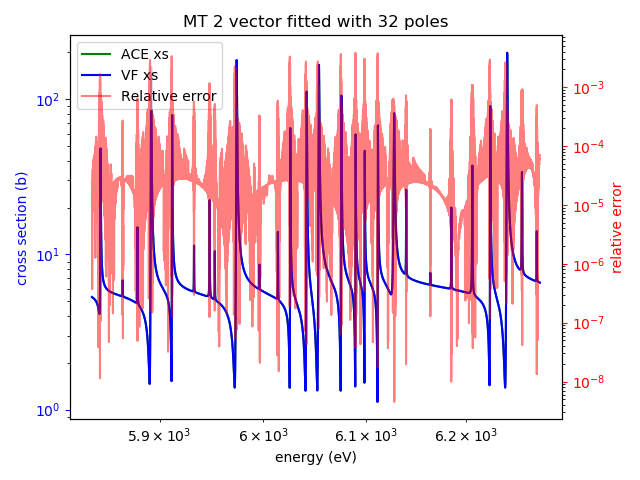 MT 2 vector fitted with 32 poles
ACE xs
VF xs
Relative error
cross section (b)
10²
10¹
10⁰
relative error
10⁻³
10⁻⁴
10⁻⁵
10⁻⁶
10⁻⁷
10⁻⁸
5.9 × 10³ 6 × 10³ 6.1 × 10³ 6.2 × 10³
energy (eV)